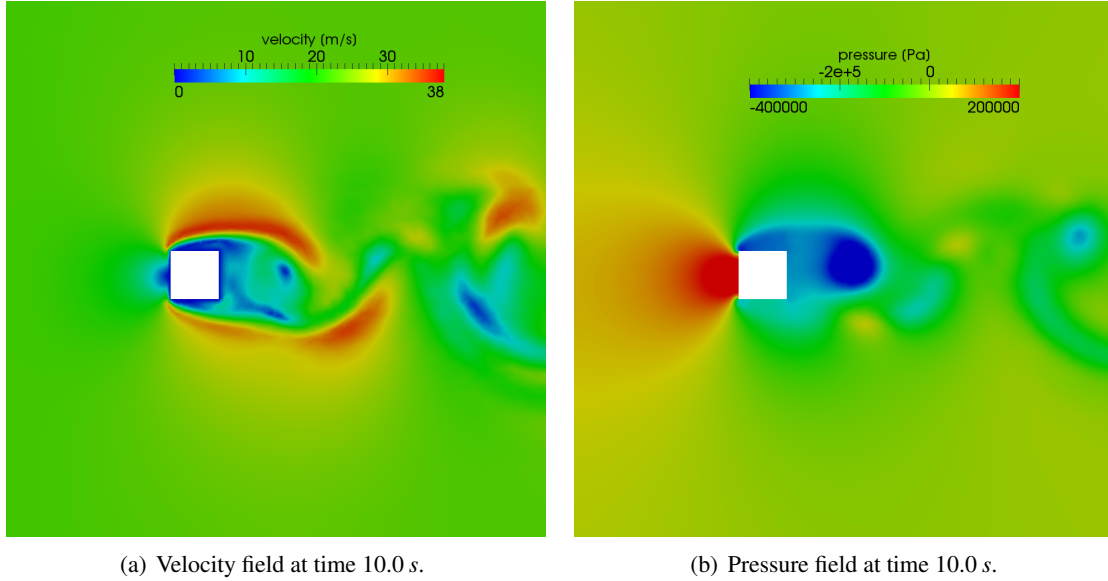 velocity [m/s]
10 20 30
0 38
pressure [Pa]
-2e+5 0
-400000 200000
(a) Velocity field at time 10.0 s.
(b) Pressure field at time 10.0 s.